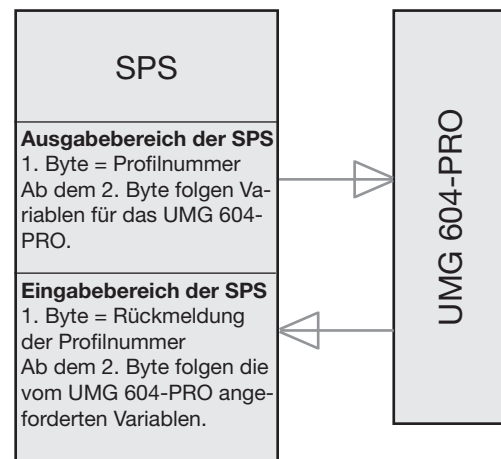 SPS
Ausgabebereich der SPS
1. Byte = Profilnummer
Ab dem 2. Byte folgen Va-
riablen für das UMG 604-
PRO.
Eingabebereich der SPS
1. Byte = Rückmeldung
der Profilnummer
Ab dem 2. Byte folgen die
vom UMG 604-PRO ange-
forderten Variablen.
UMG 604-PRO